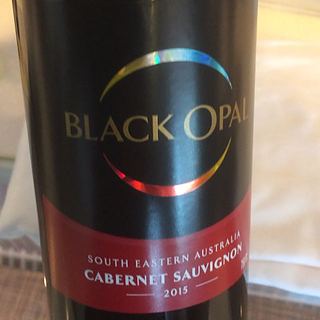 BLACK OPAL
SOUTH EASTERN AUSTRALIA
CABERNET SAUVIGNON
2015